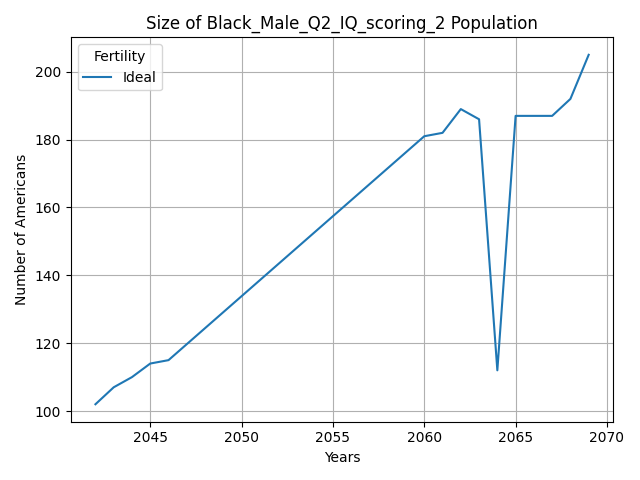 Size of Black_Male_Q2_IQ_scoring_2 Population
Fertility
Ideal
Number of Americans
200
180
160
140
120
100
2045 2050 2055 2060 2065 2070
Years